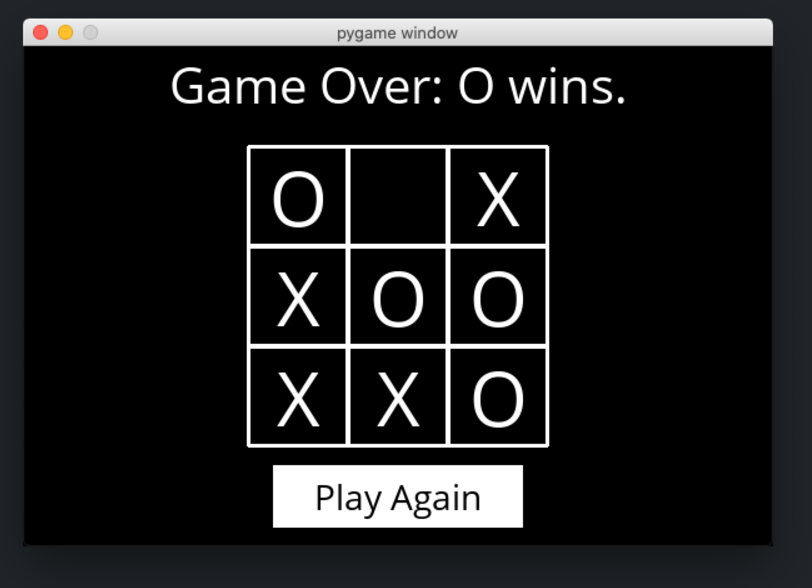 pygame window
Game Over: O wins.
O X
X O O
X X O
Play Again